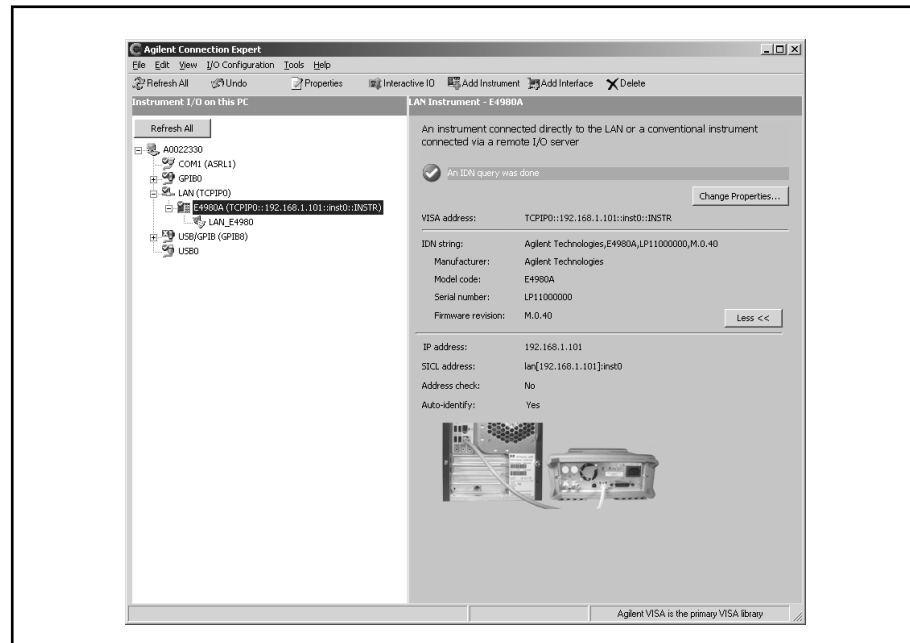 Agilent Connection Expert
File Edit View I/O Configuration Tools Help
Refresh All Undo Properties Interactive IO Add Instrument Add Interface Delete
Instrument I/O on this PC
LAN Instrument - E4980A
Refresh All
A0022330
COM1 (ASRL1)
GPIB0
LAN (TCPIP0)
E4980A (TCPIP0::192.168.1.101::inst0::INSTR)
LAN_E4980
USB/GPIB (GPIB8)
USB0
An instrument connected directly to the LAN or a conventional instrument
connected via a remote I/O server
An IDN query was done
Change Properties...
VISA address: TCPIP0::192.168.1.101::inst0::INSTR
IDN string: Agilent Technologies,E4980A,LP11000000,M.0.40
Manufacturer: Agilent Technologies
Model code: E4980A
Serial number: LP11000000
Firmware revision: M.0.40
Less <<
IP address: 192.168.1.101
SICL address: lan[192.168.1.101]:inst0
Address check: No
Auto-identify: Yes
Agilent VISA is the primary VISA library